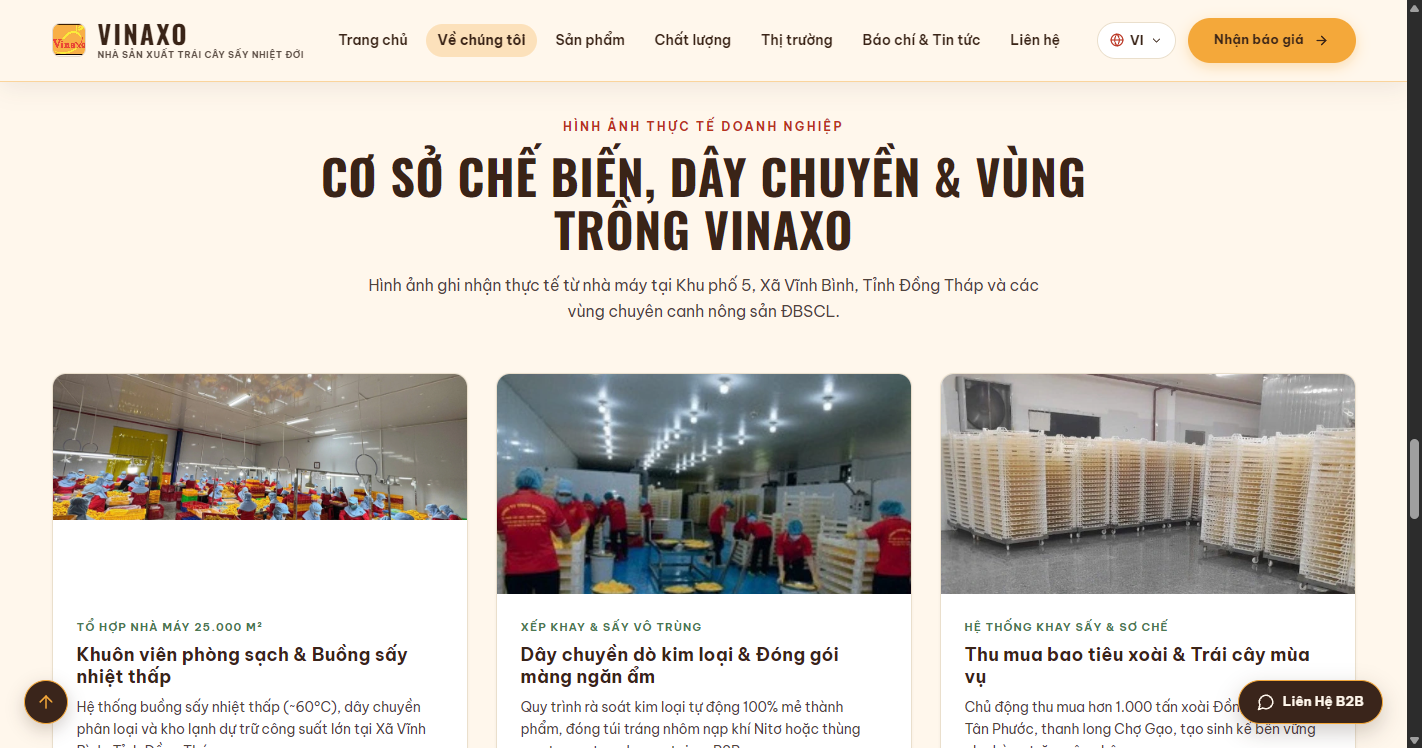 VINAXO
NHÀ SẢN XUẤT TRÁI CÂY SẤY NHIỆT ĐỚI
Trang chủ
Về chúng tôi
Sản phẩm
Chất lượng
Thị trường
Báo chí & Tin tức
Liên hệ
VI
Nhận báo giá
HÌNH ẢNH THỰC TẾ DOANH NGHIỆP
CƠ SỞ CHẾ BIẾN, DÂY CHUYỀN & VÙNG
TRỒNG VINAXO
Hình ảnh ghi nhận thực tế từ nhà máy tại Khu phố 5, Xã Vĩnh Bình, Tỉnh Đồng Tháp và các
vùng chuyên canh nông sản ĐBSCL.
TỔ HỢP NHÀ MÁY 25.000 M²
Khuôn viên phòng sạch & Buồng sấy
nhiệt thấp
Hệ thống buồng sấy nhiệt thấp (~60°C), dây chuyền
phân loại và kho lạnh dự trữ công suất lớn tại Xã Vĩnh
XẾP KHAY & SẤY VÔ TRÙNG
Dây chuyền dò kim loại & Đóng gói
màng ngăn ẩm
Quy trình rà soát kim loại tự động 100% mẻ thành
phẩm, đóng túi tráng nhôm nạp khí Nitơ hoặc thùng
HỆ THỐNG KHAY SẤY & SƠ CHẾ
Thu mua bao tiêu xoài & Trái cây mùa
vụ
Chủ động thu mua hơn 1.000 tấn xoài
Tân Phước, thanh long Chợ Gạo, tạo sinh kế bền vững
Liên Hệ B2B